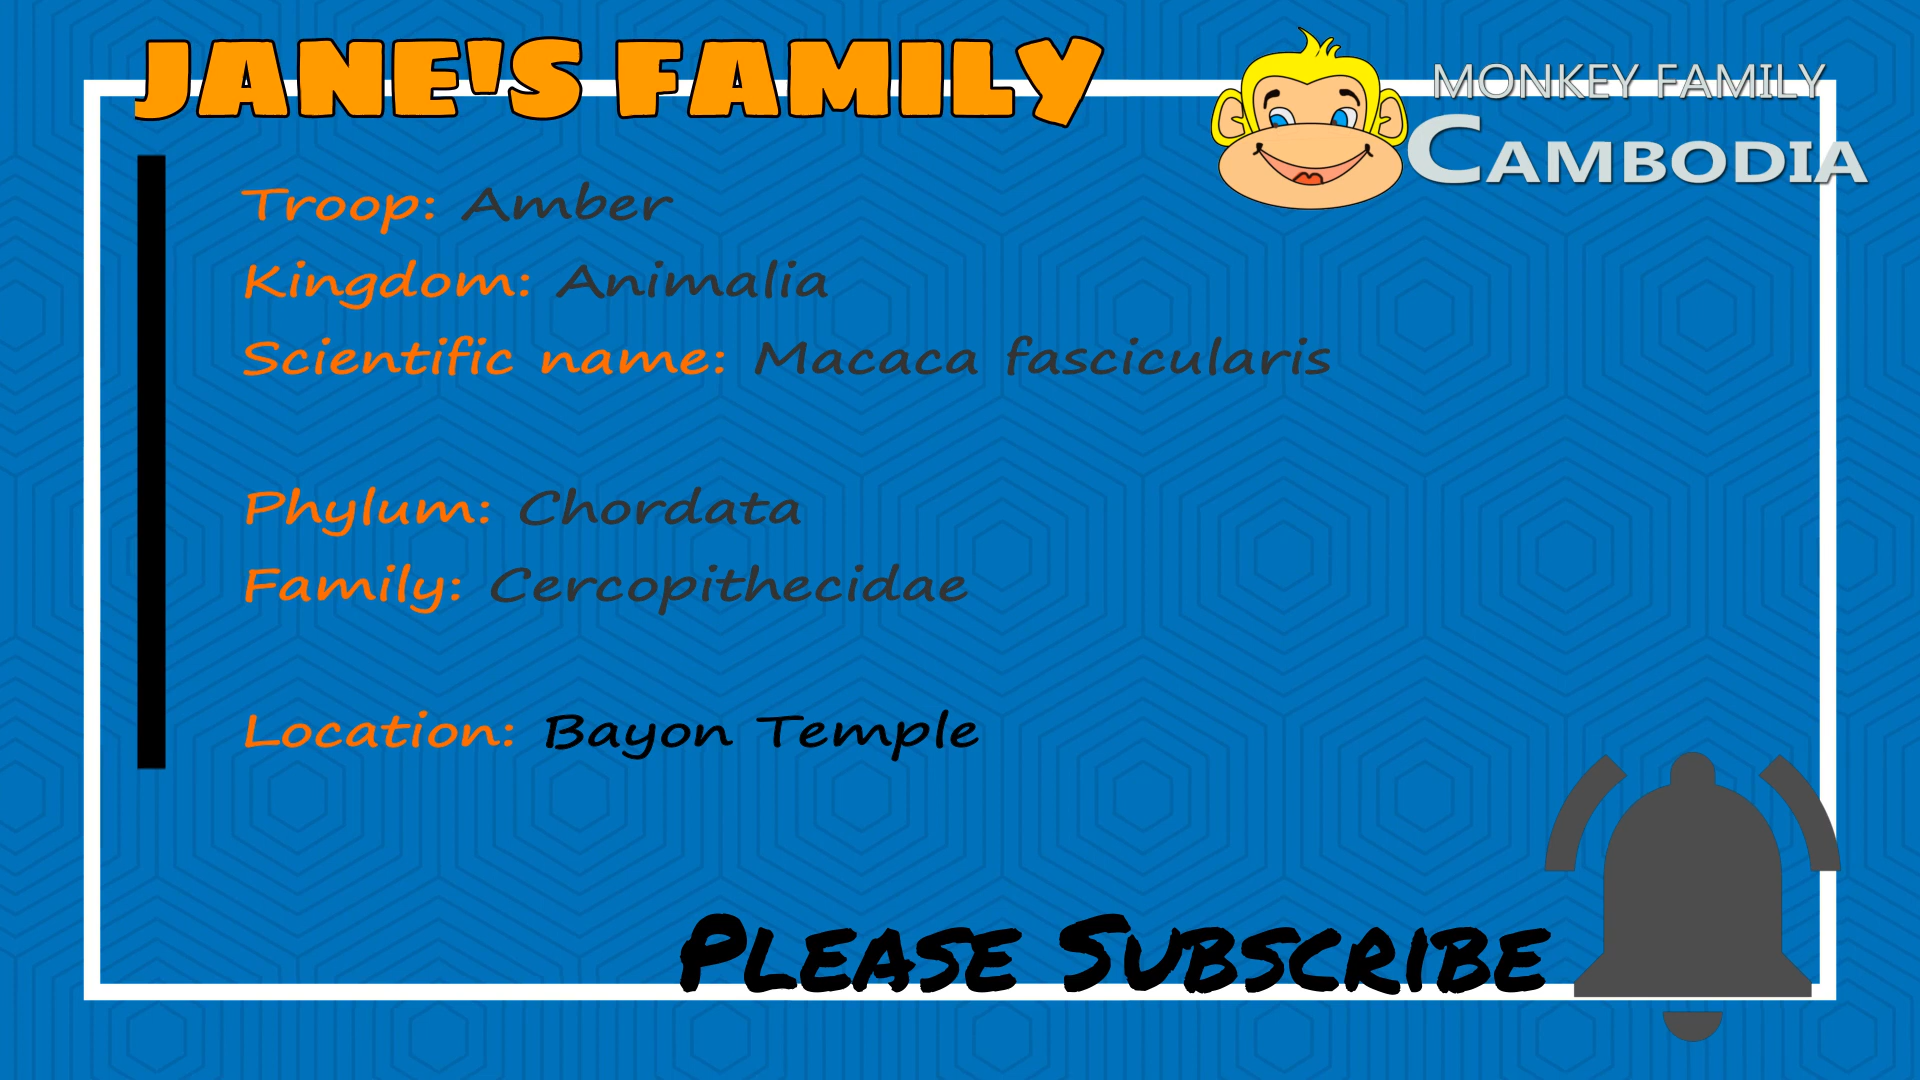 JANE'S FAMILY
MONKEY FAMILY
CAMBODIA
Troop: Amber
Kingdom: Animalia
Scientific name: Macaca fascicularis
Phylum: Chordata
Family: Cercopithecidae
Location: Bayon Temple
PLEASE SUBSCRIBE